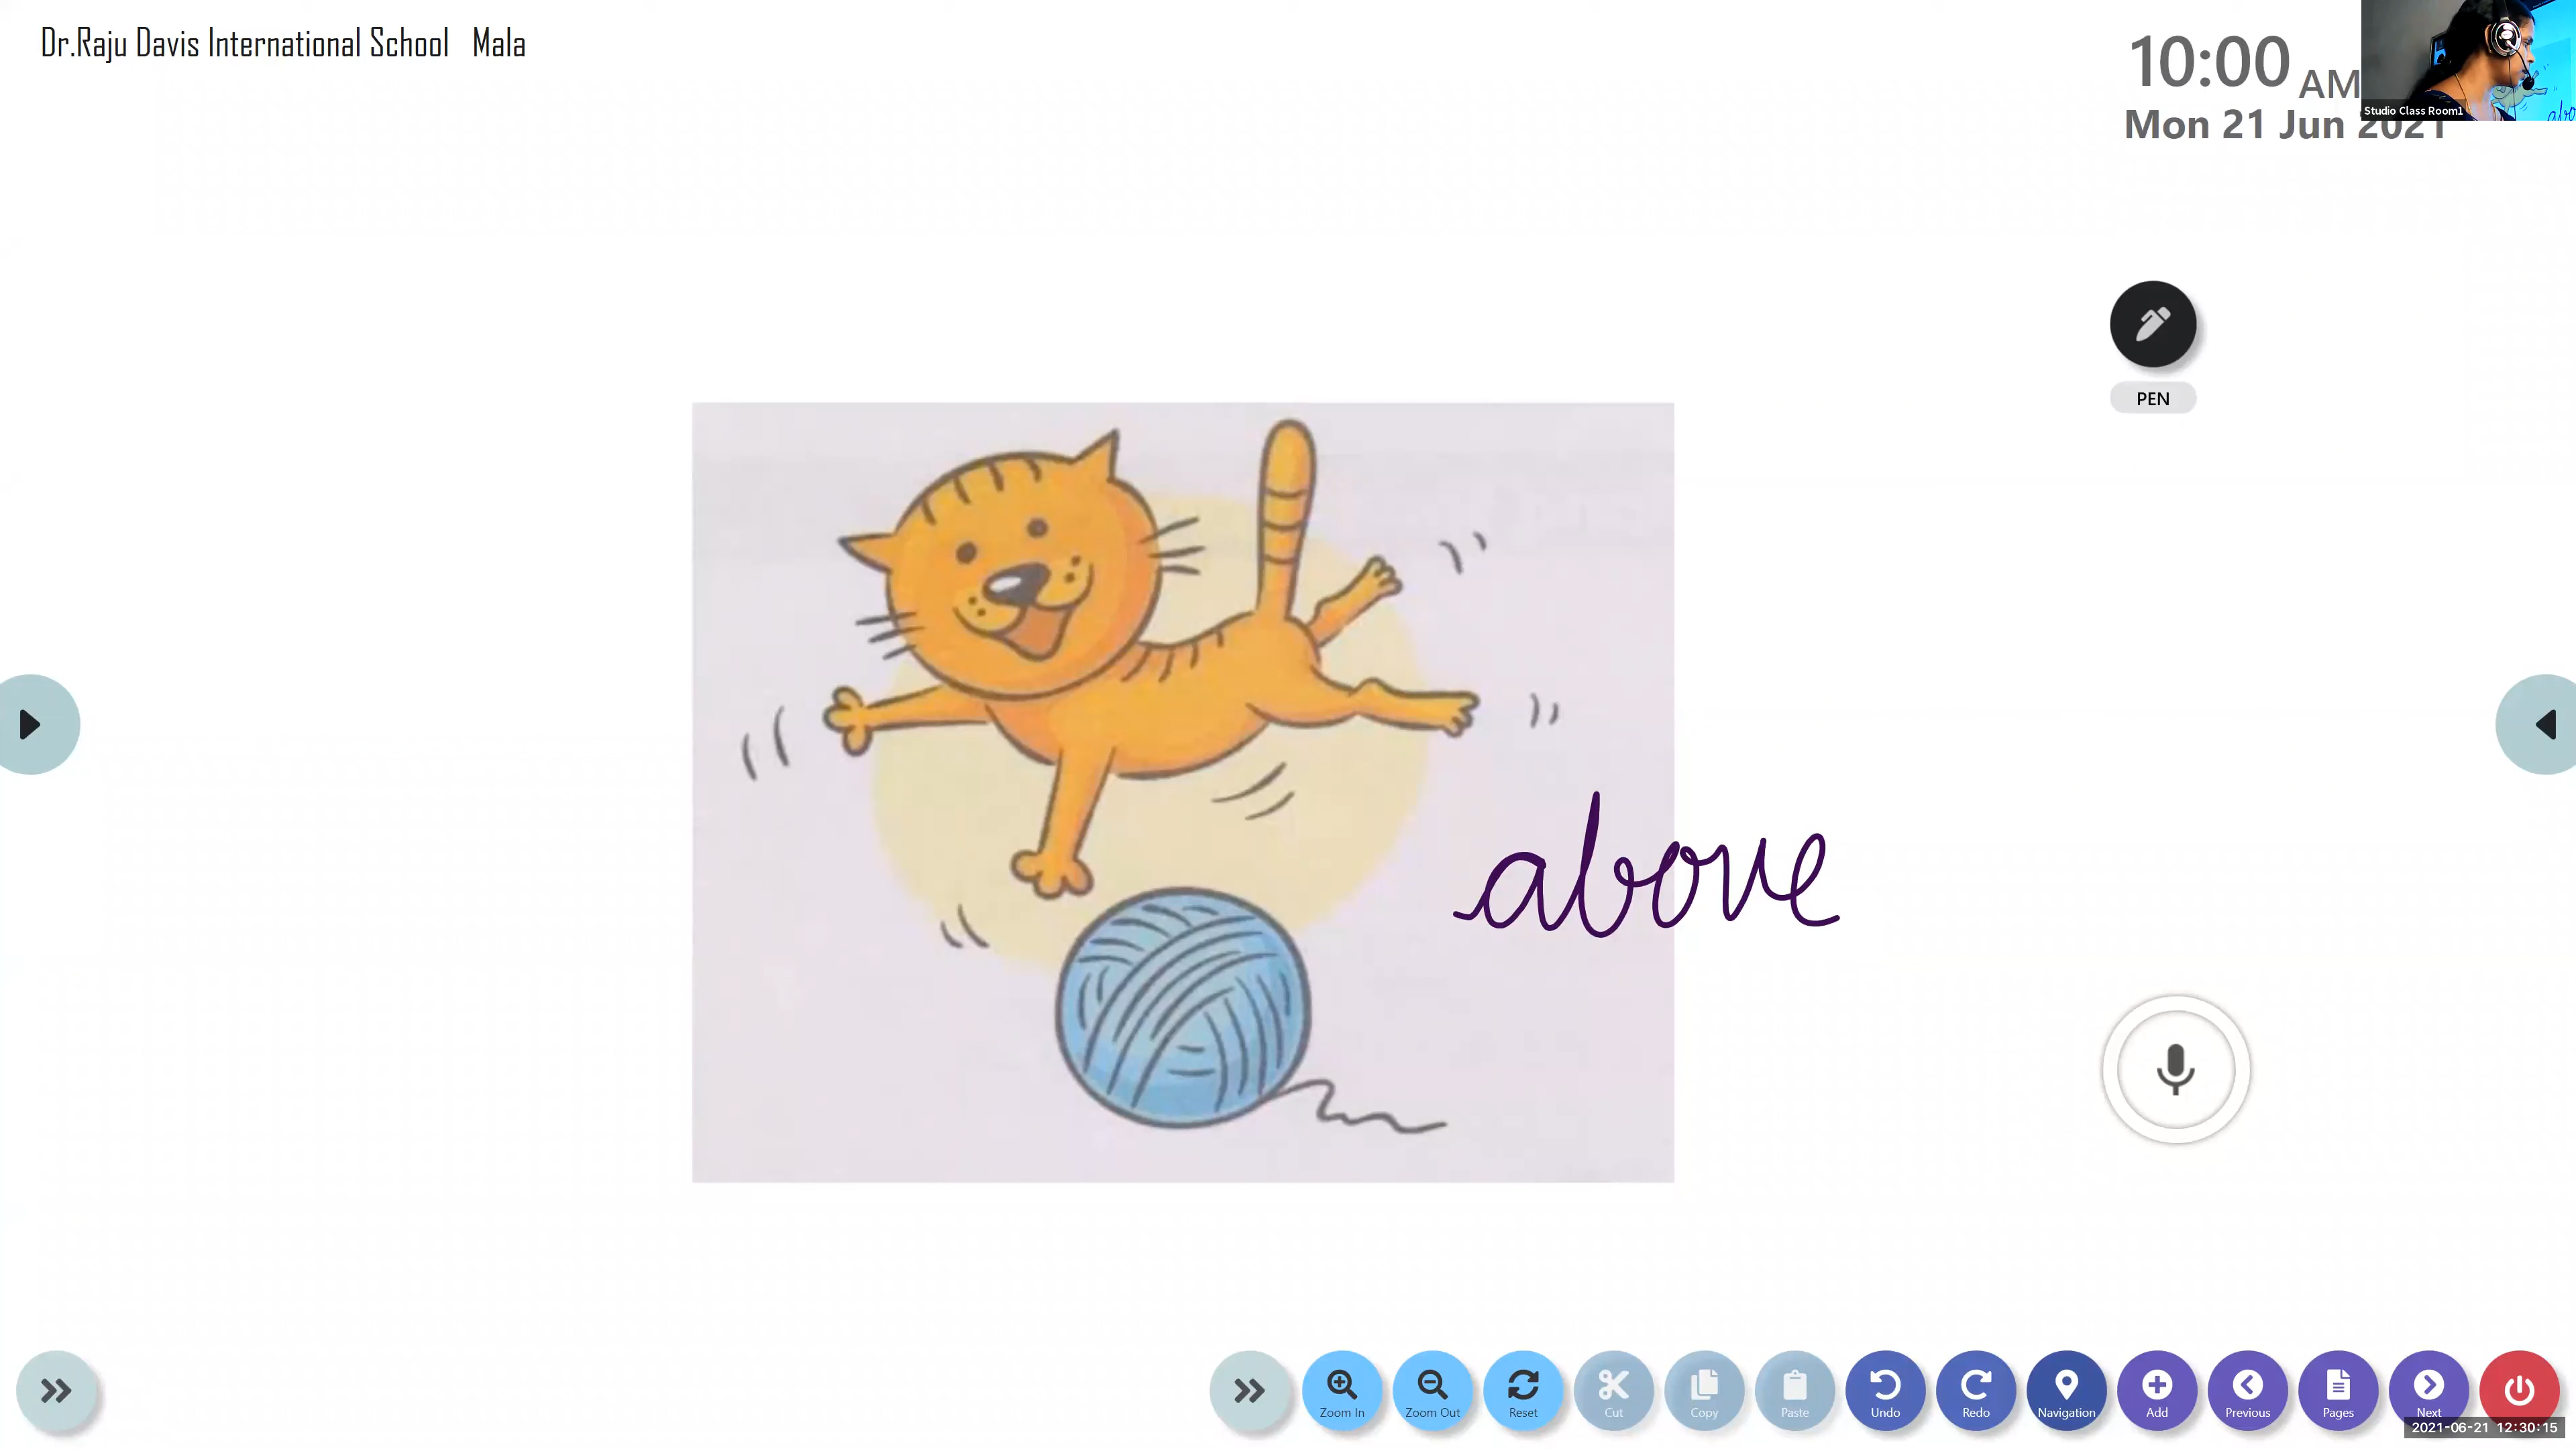 Dr.Raju Davis International School Mala
10:00 AM
Mon 21 Jun 2021
Studio Class Room1
PEN
above
Zoom In
Zoom Out
Reset
Cut
Copy
Paste
Undo
Redo
Navigation
Add
Previous
Pages
Next
2021-06-21 12:30:15